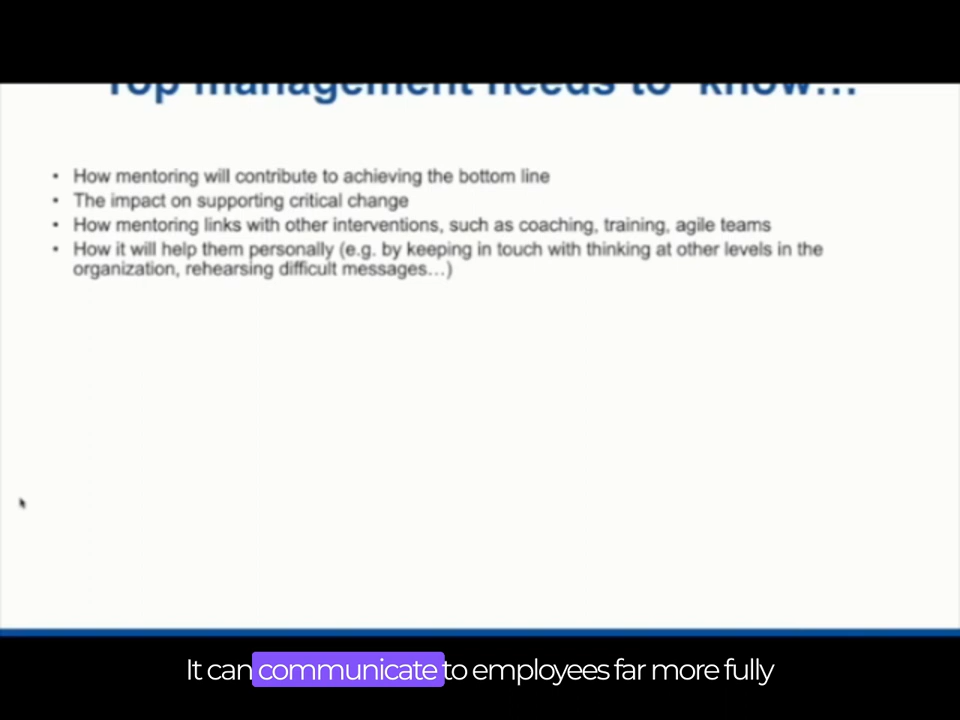 Top management needs to know…
• How mentoring will contribute to achieving the bottom line
• The impact on supporting critical change
• How mentoring links with other interventions, such as coaching, training, agile teams
• How it will help them personally (e.g. by keeping in touch with thinking at other levels in the
organization, rehearsing difficult messages…)
It can communicate to employees far more fully